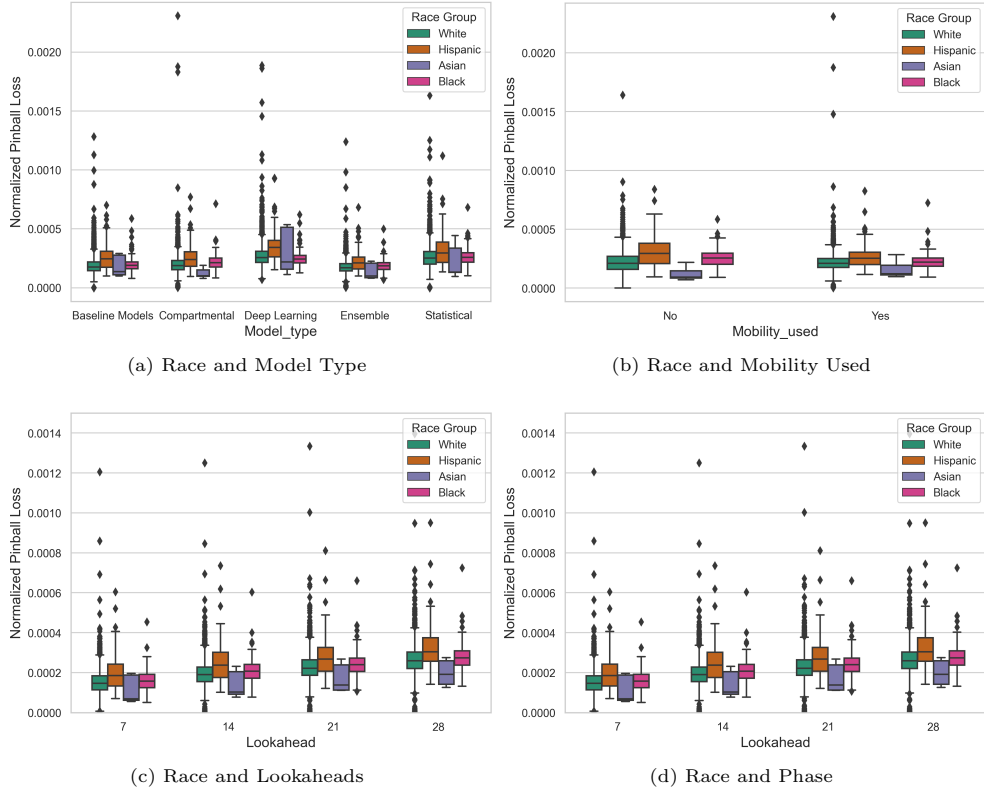 Normalized Pinball Loss
0.0020
0.0015
0.0010
0.0005
0.0000
Race Group
White
Hispanic
Asian
Black
Baseline Models Compartmental Deep Learning Ensemble Statistical
Model_type
(a) Race and Model Type
Normalized Pinball Loss
0.0020
0.0015
0.0010
0.0005
0.0000
Race Group
White
Hispanic
Asian
Black
No Yes
Mobility_used
(b) Race and Mobility Used
Normalized Pinball Loss
0.0014
0.0012
0.0010
0.0008
0.0006
0.0004
0.0002
0.0000
Race Group
White
Hispanic
Asian
Black
7 14 21 28
Lookahead
(c) Race and Lookaheads
Normalized Pinball Loss
0.0014
0.0012
0.0010
0.0008
0.0006
0.0004
0.0002
0.0000
Race Group
White
Hispanic
Asian
Black
7 14 21 28
Lookahead
(d) Race and Phase